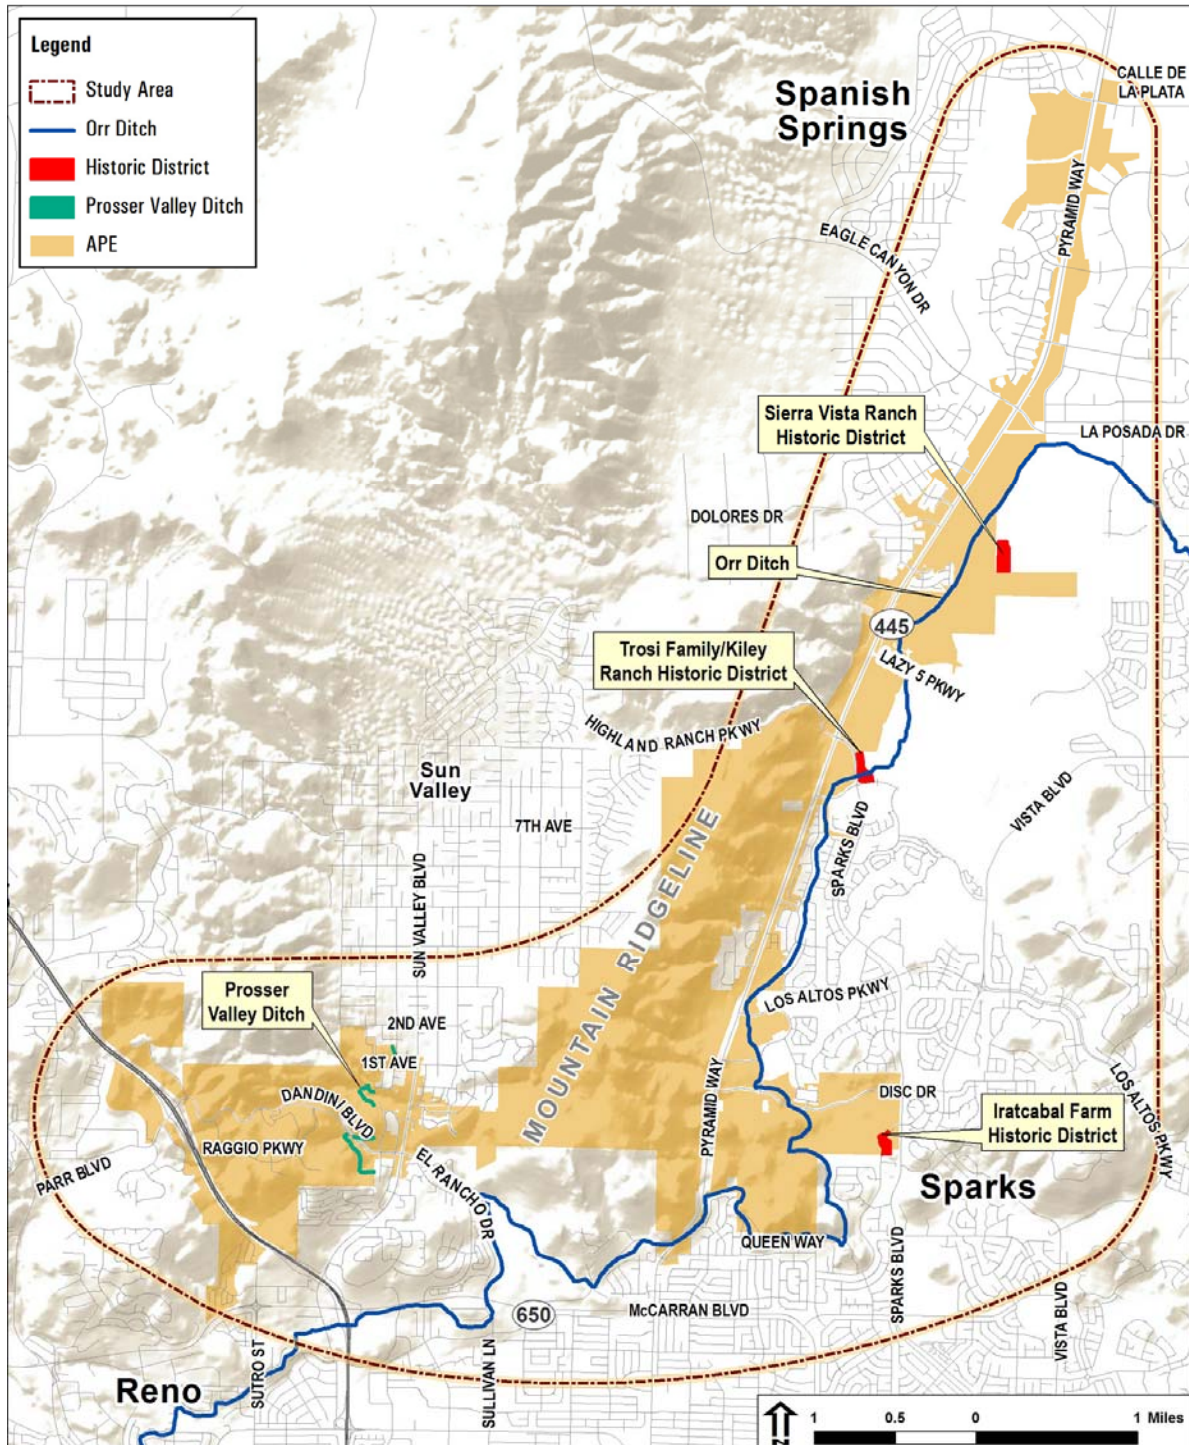 Legend
Study Area
Orr Ditch
Historic District
Prosser Valley Ditch
APE
Spanish
Springs
CALLE DE
LA PLATA
PYRAMID WAY
EAGLE CANYON DR
Sierra Vista Ranch
Historic District
LA POSADA DR
DOLORES DR
Orr Ditch
445
Trosi Family/Kiley
Ranch Historic District
LAZY 5 PKWY
HIGHLAND RANCH PKWY
Sun
Valley
VISTA BLVD
7TH AVE
SPARKS BLVD
MOUNTAIN RIDGELINE
SUN VALLEY BLVD
Prosser
Valley Ditch
LOS ALTOS PKWY
2ND AVE
1ST AVE
DANDINI BLVD
PYRAMID WAY
DISC DR
LOS ALTOS PKWY
Iratcabal Farm
Historic District
RAGGIO PKWY
PARR BLVD
EL RANCHO DR
Sparks
QUEEN WAY
SPARKS BLVD
McCARRAN BLVD
650
VISTA BLVD
SUTRO ST
SULLIVAN LN
Reno
N
1 0.5 0 1 Miles